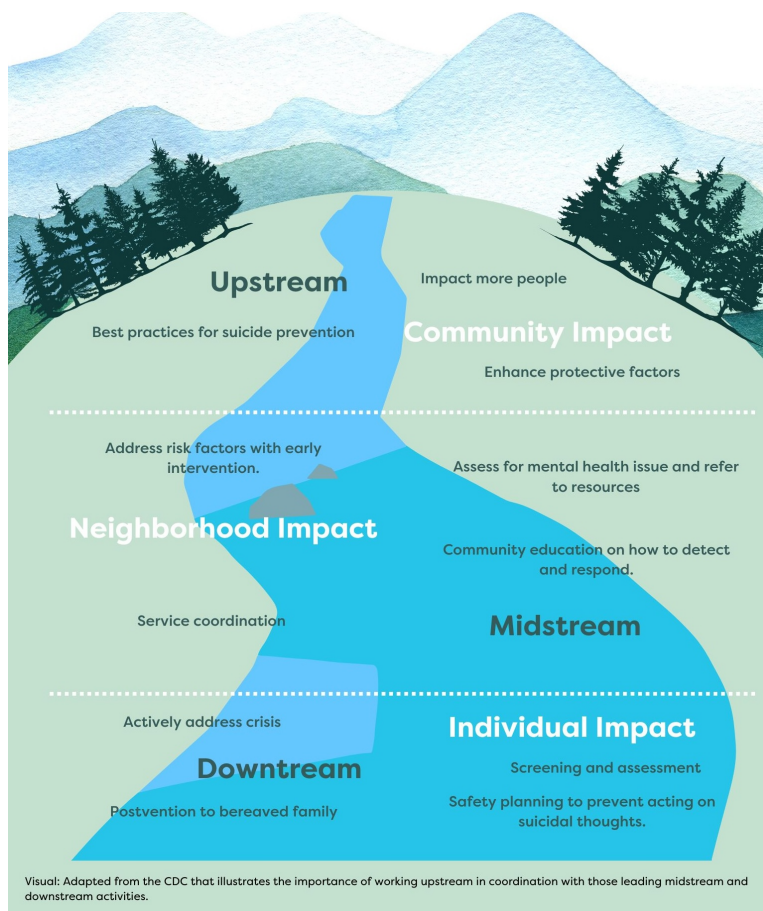 Upstream
Impact more people
Best practices for suicide prevention
Community Impact
Enhance protective factors
Address risk factors with early
intervention.
Assess for mental health issue and refer
to resources
Neighborhood Impact
Community education on how to detect
and respond.
Service coordination
Midstream
Actively address crisis
Individual Impact
Downtream
Screening and assessment
Postvention to bereaved family
Safety planning to prevent acting on
suicidal thoughts.
Visual: Adapted from the CDC that illustrates the importance of working upstream in coordination with those leading midstream and
downstream activities.